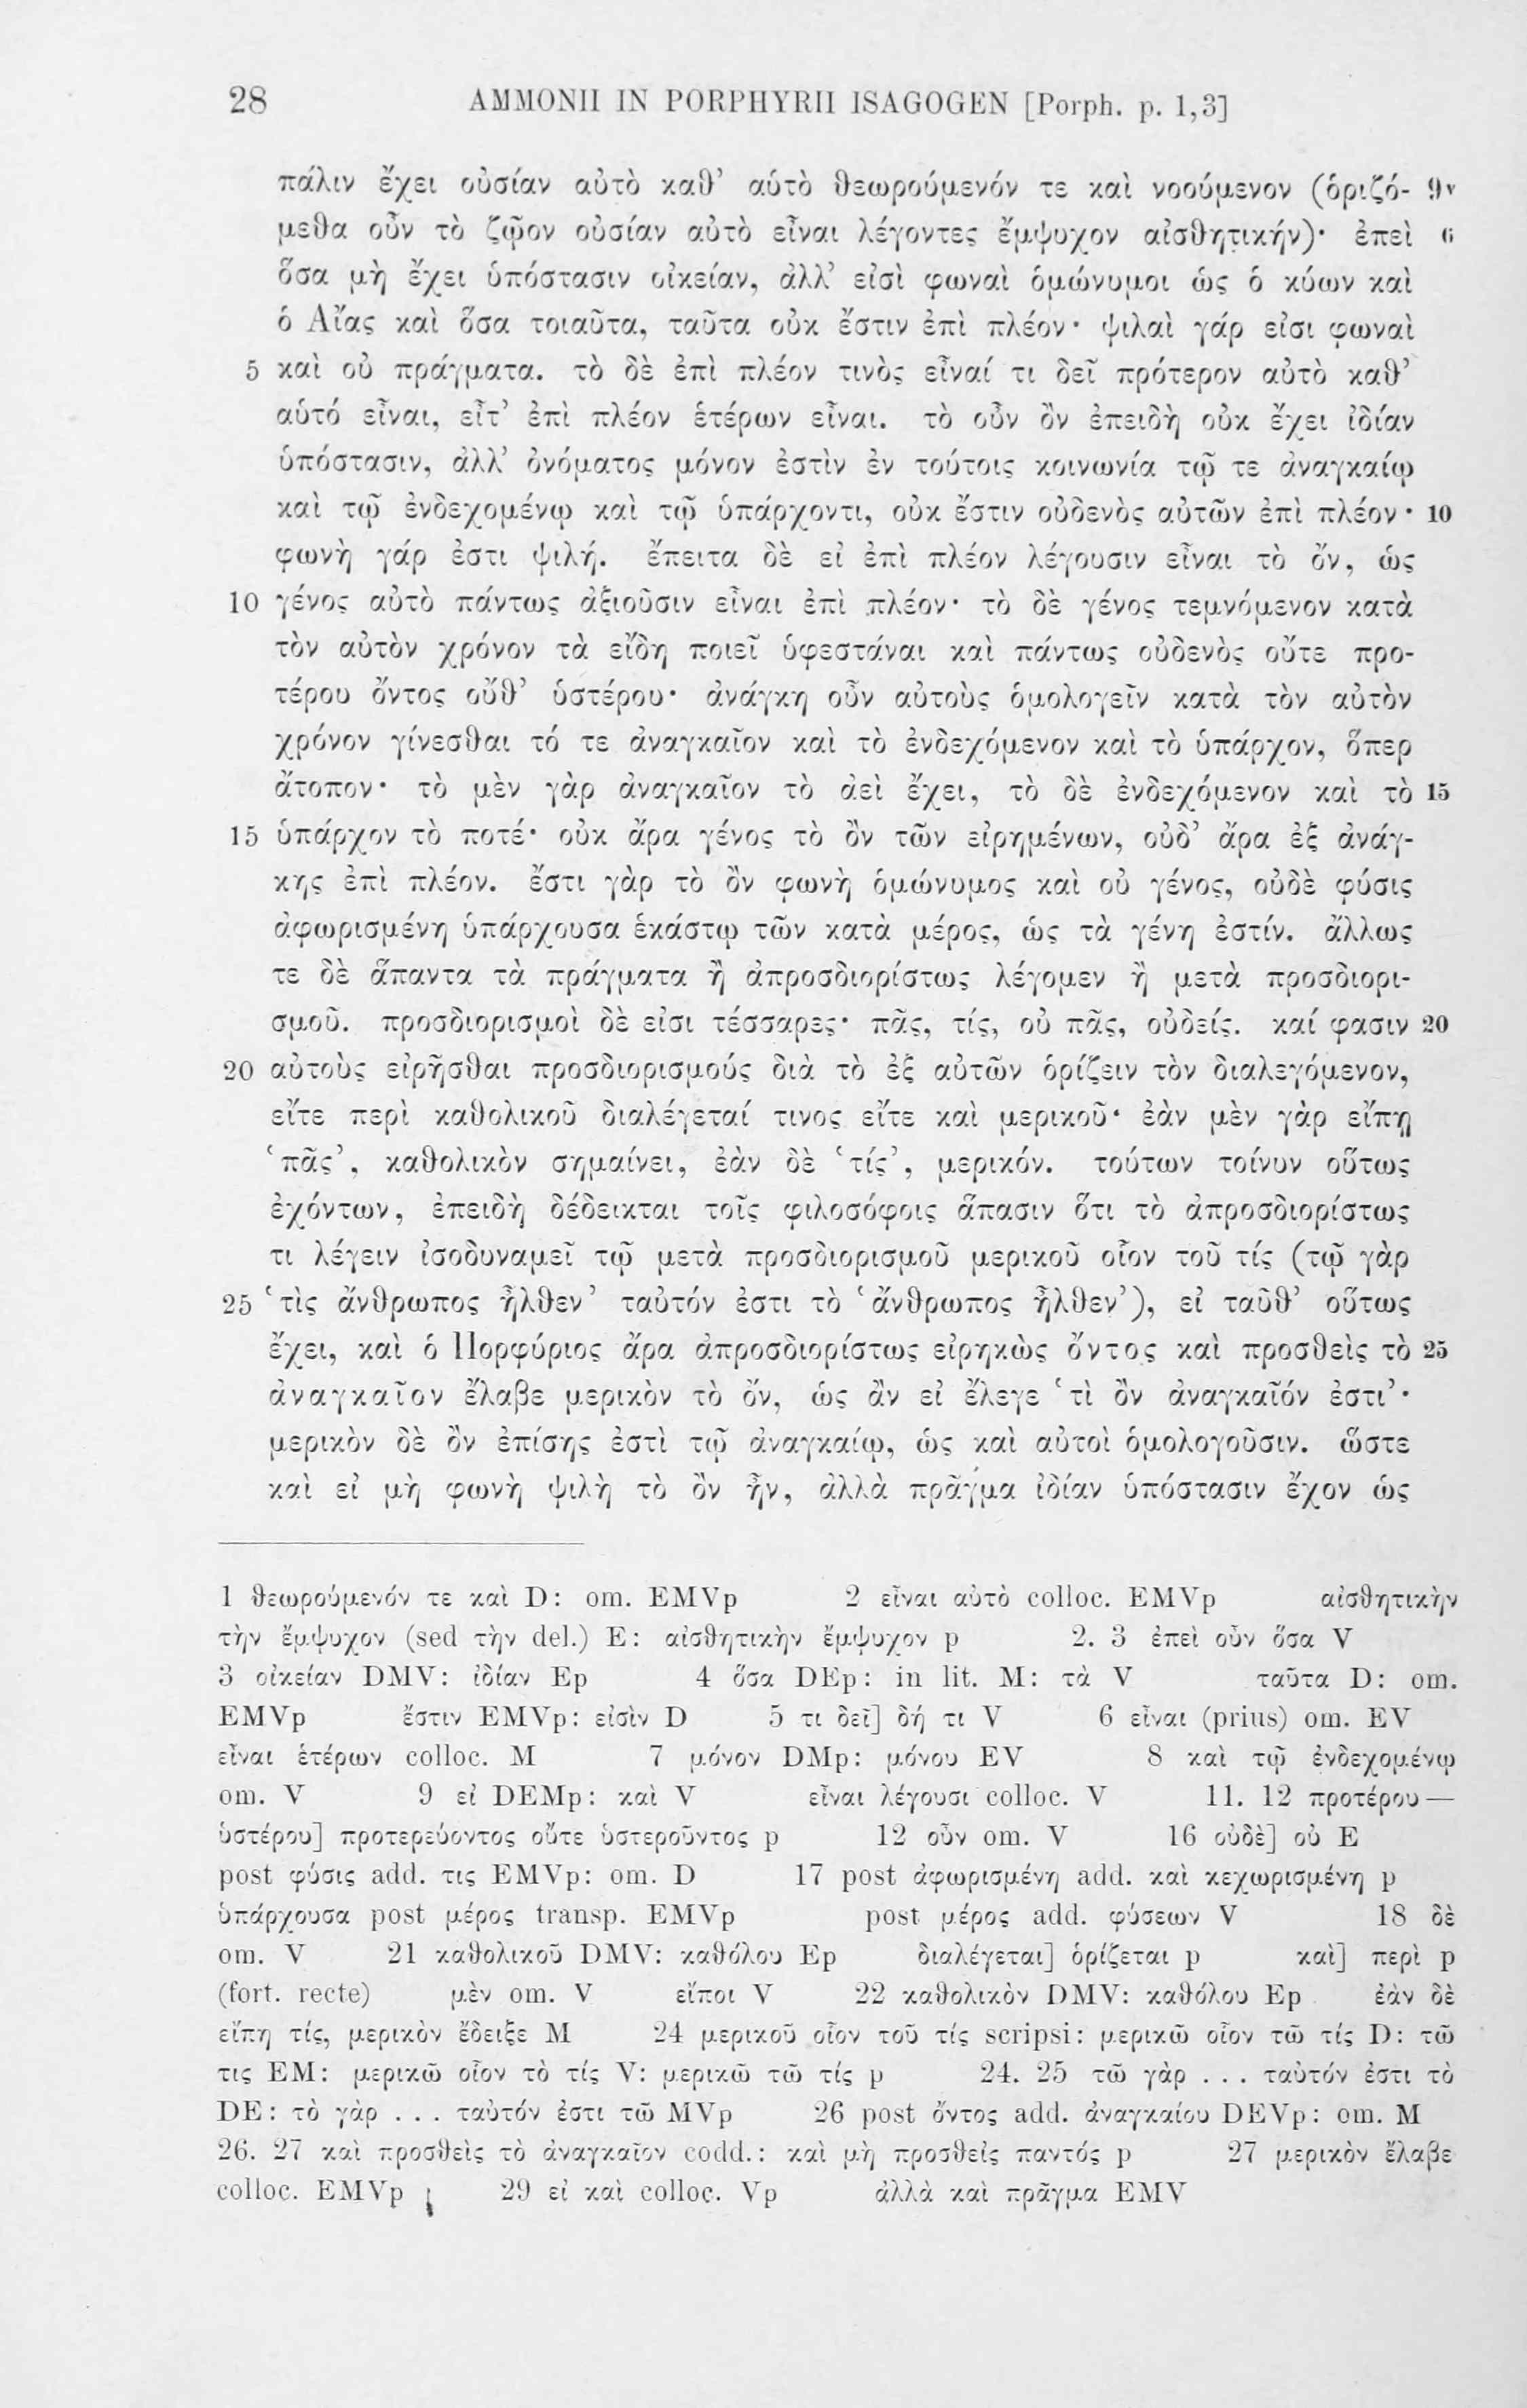 28 AMMONII IN PORPHYRII ISAGOGEN [Porph. p. 1,3]
πάλιν ἔχει οὐσίαν αὐτὸ καθ’ αὑτὸ θεωρούμενόν τε καὶ νοούμενον (ὁριζό- 9v
μεθα οὖν τὸ ζῷον οὐσίαν αὐτὸ εἶναι λέγοντες ἔμψυχον αἰσθητικήν)· ἐπεὶ 6
ὅσα μὴ ἔχει ὑπόστασιν οἰκείαν, ἀλλ’ εἰσὶ φωναὶ ὁμώνυμοι ὡς ὁ κύων καὶ
ὁ Αἴας καὶ ὅσα τοιαῦτα, ταῦτα οὐκ ἔστιν ἐπὶ πλέον· ψιλαὶ γάρ εἰσι φωναὶ
5 καὶ οὐ πράγματα. τὸ δὲ ἐπὶ πλέον τινὸς εἶναί τι δεῖ πρότερον αὐτὸ καθ’
αὑτό εἶναι, εἶτ’ ἐπὶ πλέον ἑτέρων εἶναι. τὸ οὖν ὂν ἐπειδὴ οὐκ ἔχει ἰδίαν
ὑπόστασιν, ἀλλ’ ὀνόματος μόνον ἐστὶν ἐν τούτοις κοινωνία τῷ τε ἀναγκαίῳ
καὶ τῷ ἐνδεχομένῳ καὶ τῷ ὑπάρχοντι, οὐκ ἔστιν οὐδενὸς αὐτῶν ἐπὶ πλέον· 10
φωνὴ γάρ ἐστι ψιλή. ἔπειτα δὲ εἰ ἐπὶ πλέον λέγουσιν εἶναι τὸ ὄν, ὡς
10 γένος αὐτὸ πάντως ἀξιοῦσιν εἶναι ἐπὶ πλέον· τὸ δὲ γένος τεμνόμενον κατὰ
τὸν αὐτὸν χρόνον τὰ εἴδη ποιεῖ ὑφεστάναι καὶ πάντως οὐδενὸς οὔτε προ-
τέρου ὄντος οὔθ’ ὑστέρου· ἀνάγκη οὖν αὐτοὺς ὁμολογεῖν κατὰ τὸν αὐτὸν
χρόνον γίνεσθαι τό τε ἀναγκαῖον καὶ τὸ ἐνδεχόμενον καὶ τὸ ὑπάρχον, ὅπερ
ἄτοπον· τὸ μὲν γὰρ ἀναγκαῖον τὸ ἀεὶ ἔχει, τὸ δὲ ἐνδεχόμενον καὶ τὸ 15
15 ὑπάρχον τὸ ποτέ· οὐκ ἄρα γένος τὸ ὂν τῶν εἰρημένων, οὐδ’ ἄρα ἐξ ἀνάγ-
κης ἐπὶ πλέον. ἔστι γὰρ τὸ ὂν φωνὴ ὁμώνυμος καὶ οὐ γένος, οὐδὲ φύσις
ἀφωρισμένη ὑπάρχουσα ἑκάστῳ τῶν κατὰ μέρος, ὡς τὰ γένη ἐστίν. ἄλλως
τε δὲ ἅπαντα τὰ πράγματα ἢ ἀπροσδιορίστως λέγομεν ἢ μετὰ προσδιορι-
σμοῦ. προσδιορισμοὶ δὲ εἰσι τέσσαρες· πᾶς, τίς, οὐ πᾶς, οὐδείς. καί φασιν 20
20 αὐτοὺς εἰρῆσθαι προσδιορισμούς διὰ τὸ ἐξ αὐτῶν ὁρίζειν τὸν διαλεγόμενον,
εἴτε περὶ καθολικοῦ διαλέγεταί τινος εἴτε καὶ μερικοῦ· ἐὰν μὲν γὰρ εἴπῃ
‘πᾶς’, καθολικὸν σημαίνει, ἐὰν δὲ ‘τίς’, μερικόν. τούτων τοίνυν οὕτως
ἐχόντων, ἐπειδὴ δέδεικται τοῖς φιλοσόφοις ἅπασιν ὅτι τὸ ἀπροσδιορίστως
τι λέγειν ἰσοδυναμεῖ τῷ μετὰ προσδιορισμοῦ μερικοῦ οἷον τοῦ τίς (τῷ γὰρ
25 ‘τὶς ἄνθρωπος ἦλθεν’ ταὐτόν ἐστι τὸ ‘ἄνθρωπος ἦλθεν’), εἰ ταῦθ’ οὕτως
ἔχει, καὶ ὁ Πορφύριος ἄρα ἀπροσδιορίστως εἰρηκὼς ὄντος καὶ προσθεὶς τὸ 25
ἀναγκαῖον ἔλαβε μερικὸν τὸ ὄν, ὡς ἂν εἰ ἔλεγε ‘τὶ ὂν ἀναγκαῖόν ἐστι’·
μερικὸν δὲ ὂν ἐπίσης ἐστὶ τῷ ἀναγκαίῳ, ὡς καὶ αὐτοὶ ὁμολογοῦσιν. ὥστε
καὶ εἰ μὴ φωνὴ ψιλὴ τὸ ὂν ἦν, ἀλλὰ πρᾶγμα ἰδίαν ὑπόστασιν ἔχον ὡς
1 θεωρούμενόν τε καὶ D: om. EMVp 2 εἶναι αὐτὸ colloc. EMVp αἰσθητικὴν
τὴν ἔμψυχον (sed τὴν del.) E: αἰσθητικὴν ἔμψυχον p 2. 3 ἐπεὶ οὖν ὅσα V
3 οἰκείαν DMV: ἰδίαν Ep 4 ὅσα DEp: in lit. M: τὰ V ταῦτα D: om.
EMVp ἔστιν EMVp: εἰσὶν D 5 τι δεῖ] δή τι V 6 εἶναι (prius) om. EV
εἶναι ἑτέρων colloc. M 7 μόνον DMp: μόνου EV 8 καὶ τῷ ἐνδεχομένῳ
om. V 9 εἰ DEMp: καὶ V εἶναι λέγουσι colloc. V 11. 12 προτέρου —
ὑστέρου] προτερεύοντος οὔτε ὑστεροῦντος p 12 οὖν om. V 16 οὐδὲ] οὐ E
post φύσις add. τις EMVp: om. D 17 post ἀφωρισμένη add. καὶ κεχωρισμένη p
ὑπάρχουσα post μέρος transp. EMVp post μέρος add. φύσεων V 18 δὲ
om. V 21 καθολικοῦ DMV: καθόλου Ep διαλέγεται] ὁρίζεται p καὶ] περὶ p
(fort. recte) μὲν om. V εἴποι V 22 καθολικὸν DMV: καθόλου Ep ἐὰν δὲ
εἴπη τίς, μερικὸν ἔδειξε M 24 μερικοῦ οἷον τοῦ τίς scripsi: μερικῶ οἷον τῶ τίς D: τῶ
τις EM: μερικῶ οἷον τὸ τίς V: μερικῶ τῶ τίς p 24. 25 τῶ γὰρ . . . ταὐτόν ἐστι τὸ
DE: τὸ γὰρ . . . ταὐτόν ἐστι τῶ MVp 26 post ὄντος add. ἀναγκαίου DEVp: om. M
26. 27 καὶ προσθεὶς τὸ ἀναγκαῖον codd.: καὶ μὴ προσθεὶς παντός p 27 μερικὸν ἔλαβε
colloc. EMVp 29 εἰ καὶ colloc. Vp ἀλλὰ καὶ πρᾶγμα EMV